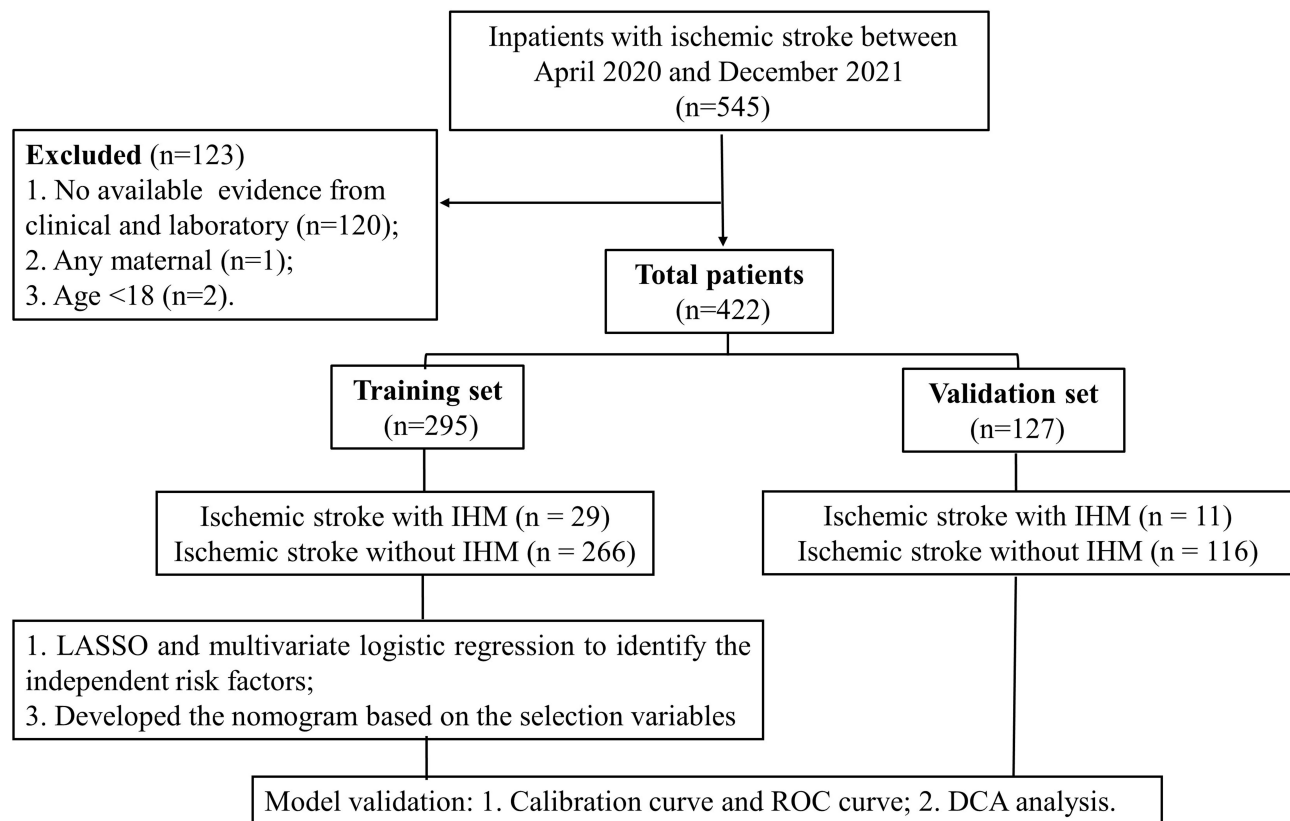 Inpatients with ischemic stroke between
April 2020 and December 2021
(n=545)
Excluded (n=123)
1. No available evidence from
clinical and laboratory (n=120);
2. Any maternal (n=1);
3. Age <18 (n=2).
Total patients
(n=422)
Training set
(n=295)
Validation set
(n=127)
Ischemic stroke with IHM (n = 29)
Ischemic stroke without IHM (n = 266)
Ischemic stroke with IHM (n = 11)
Ischemic stroke without IHM (n = 116)
1. LASSO and multivariate logistic regression to identify the
independent risk factors;
3. Developed the nomogram based on the selection variables
Model validation: 1. Calibration curve and ROC curve; 2. DCA analysis.